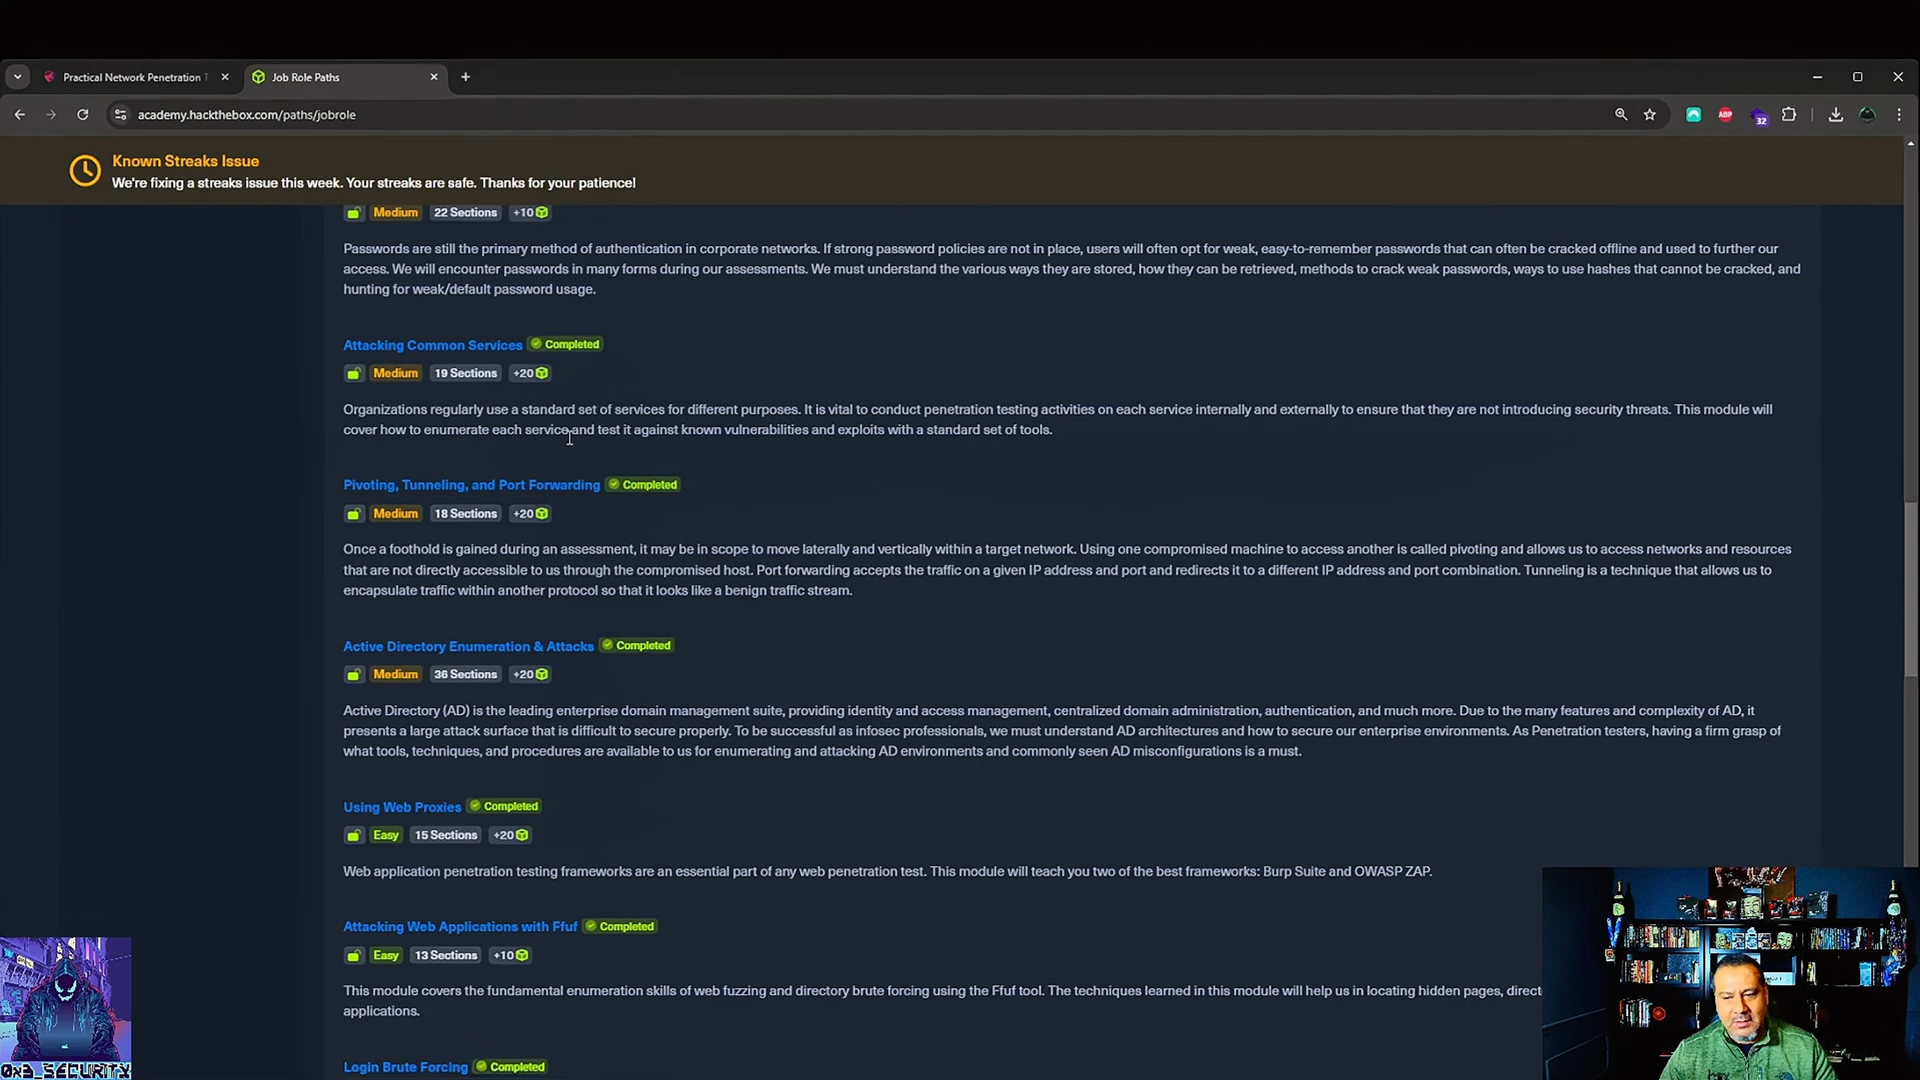 Practical Network Penetration T
Job Role Paths
academy.hackthebox.com/paths/jobrole
ABP
32
Known Streaks Issue
We're fixing a streaks issue this week. Your streaks are safe. Thanks for your patience!
Medium 22 Sections +10
Passwords are still the primary method of authentication in corporate networks. If strong password policies are not in place, users will often opt for weak, easy-to-remember passwords that can often be cracked offline and used to further our
access. We will encounter passwords in many forms during our assessments. We must understand the various ways they are stored, how they can be retrieved, methods to crack weak passwords, ways to use hashes that cannot be cracked, and
hunting for weak/default password usage.
Attacking Common Services Completed
Medium 19 Sections +20
Organizations regularly use a standard set of services for different purposes. It is vital to conduct penetration testing activities on each service internally and externally to ensure that they are not introducing security threats. This module will
cover how to enumerate each service and test it against known vulnerabilities and exploits with a standard set of tools.
Pivoting, Tunneling, and Port Forwarding Completed
Medium 18 Sections +20
Once a foothold is gained during an assessment, it may be in scope to move laterally and vertically within a target network. Using one compromised machine to access another is called pivoting and allows us to access networks and resources
that are not directly accessible to us through the compromised host. Port forwarding accepts the traffic on a given IP address and port and redirects it to a different IP address and port combination. Tunneling is a technique that allows us to
encapsulate traffic within another protocol so that it looks like a benign traffic stream.
Active Directory Enumeration & Attacks Completed
Medium 36 Sections +20
Active Directory (AD) is the leading enterprise domain management suite, providing identity and access management, centralized domain administration, authentication, and much more. Due to the many features and complexity of AD, it
presents a large attack surface that is difficult to secure properly. To be successful as infosec professionals, we must understand AD architectures and how to secure our enterprise environments. As Penetration testers, having a firm grasp of
what tools, techniques, and procedures are available to us for enumerating and attacking AD environments and commonly seen AD misconfigurations is a must.
Using Web Proxies Completed
Easy 15 Sections +20
Web application penetration testing frameworks are an essential part of any web penetration test. This module will teach you two of the best frameworks: Burp Suite and OWASP ZAP.
Attacking Web Applications with Ffuf Completed
Easy 13 Sections +10
This module covers the fundamental enumeration skills of web fuzzing and directory brute forcing using the Ffuf tool. The techniques learned in this module will help us in locating hidden pages, direct
applications.
Login Brute Forcing Completed
0x3_SECURITY